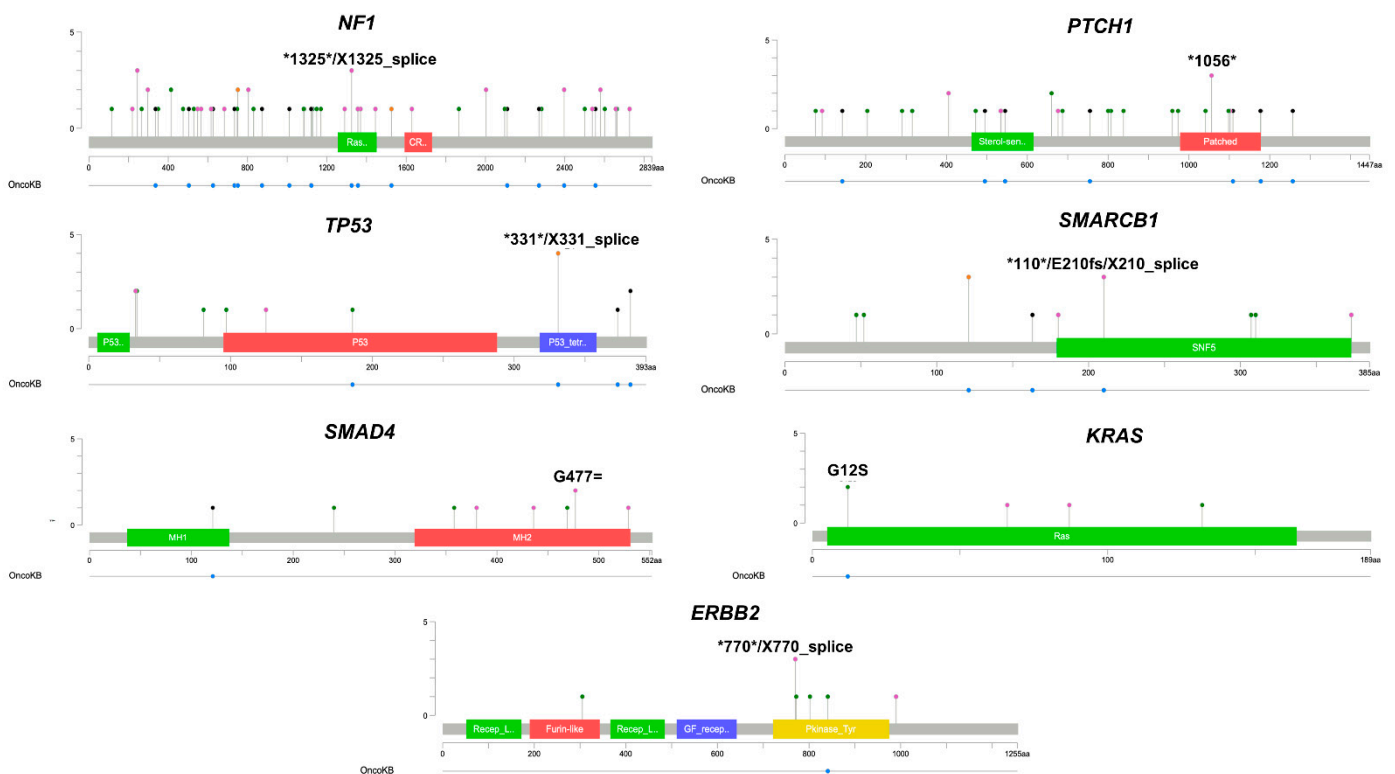 NF1
5
*1325*/X1325_splice
0
Ras..
CR..
400
800
1200
1600
2000
2400
2839aa
OncoKB
PTCH1
5
*1056*
0
Sterol-sen..
Patched
0
200
400
600
800
1000
1200
1447aa
OncoKB
TP53
5
*331*/X331_splice
0
P53..
P53
P53_tetr..
0
100
200
300
393aa
OncoKB
SMARCB1
5
*110*/E210fs/X210_splice
0
SNF5
0
100
200
300
385aa
OncoKB
SMAD4
5
G477=
0
MH1
MH2
0
100
200
300
400
500
552aa
OncoKB
KRAS
5
G12S
0
Ras
0
100
189aa
OncoKB
ERBB2
5
*770*/X770_splice
0
Recep_L..
Furin-like
Recep_L..
GF_recep..
Pkinase_Tyr
0
200
400
600
800
1000
1255aa
OncoKB